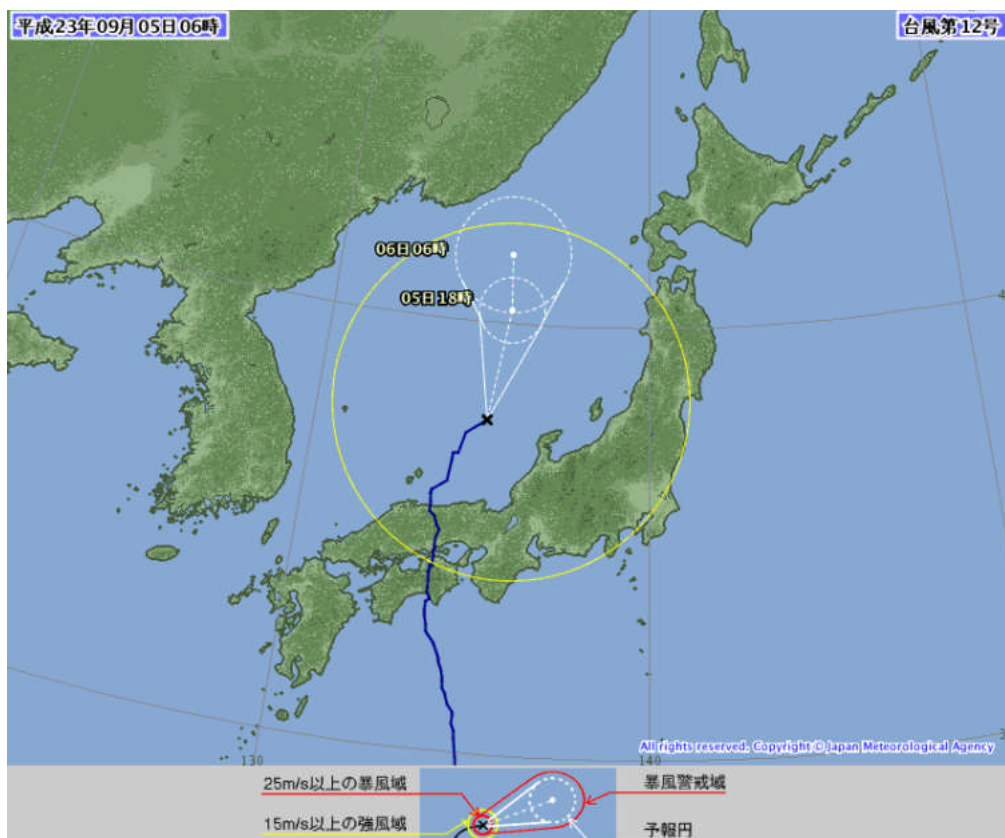 平成23年09月05日06時
台風第12号
06日06時
05日18時
All rights reserved. Copyright © Japan Meteorological Agency
130
140
25m/s以上の暴風域
暴風警戒域
15m/s以上の強風域
予報円